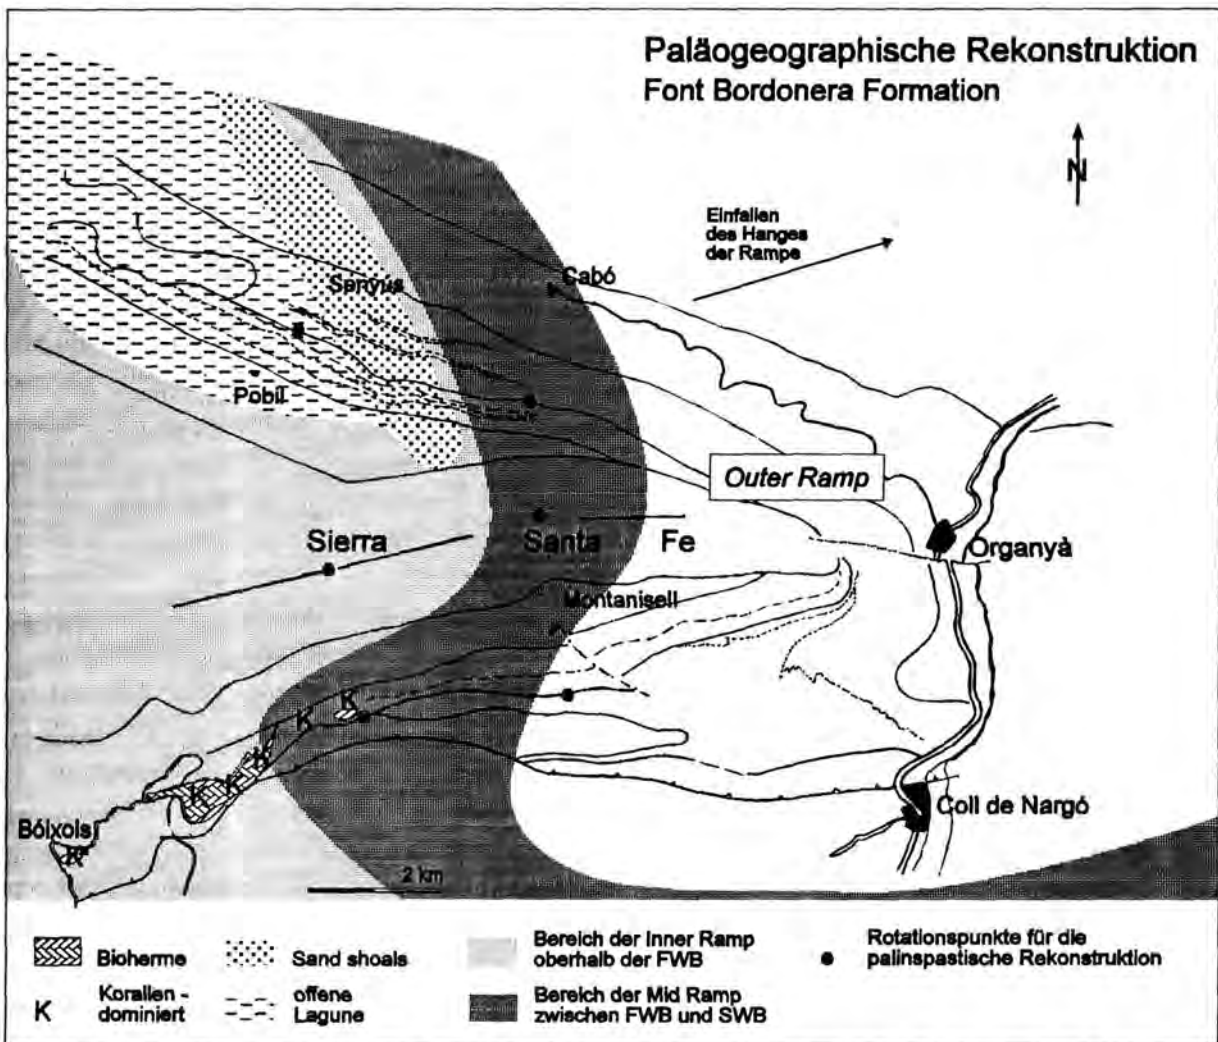 Paläogeographische Rekonstruktion
Font Bordonera Formation
N
Einfallen
des Hanges
der Rampe
Cabó
Senyús
Pobil
Outer Ramp
Sierra
Santa
Fe
Organyà
Montanisell
K
K
K
K
K
Bóixols
K
Coll de Nargó
2 km
Bioherme
Sand shoals
Bereich der Inner Ramp
oberhalb der FWB
Rotationspunkte für die
palinspastische Rekonstruktion
K
Korallen -
dominiert
offene
Lagune
Bereich der Mid Ramp
zwischen FWB und SWB